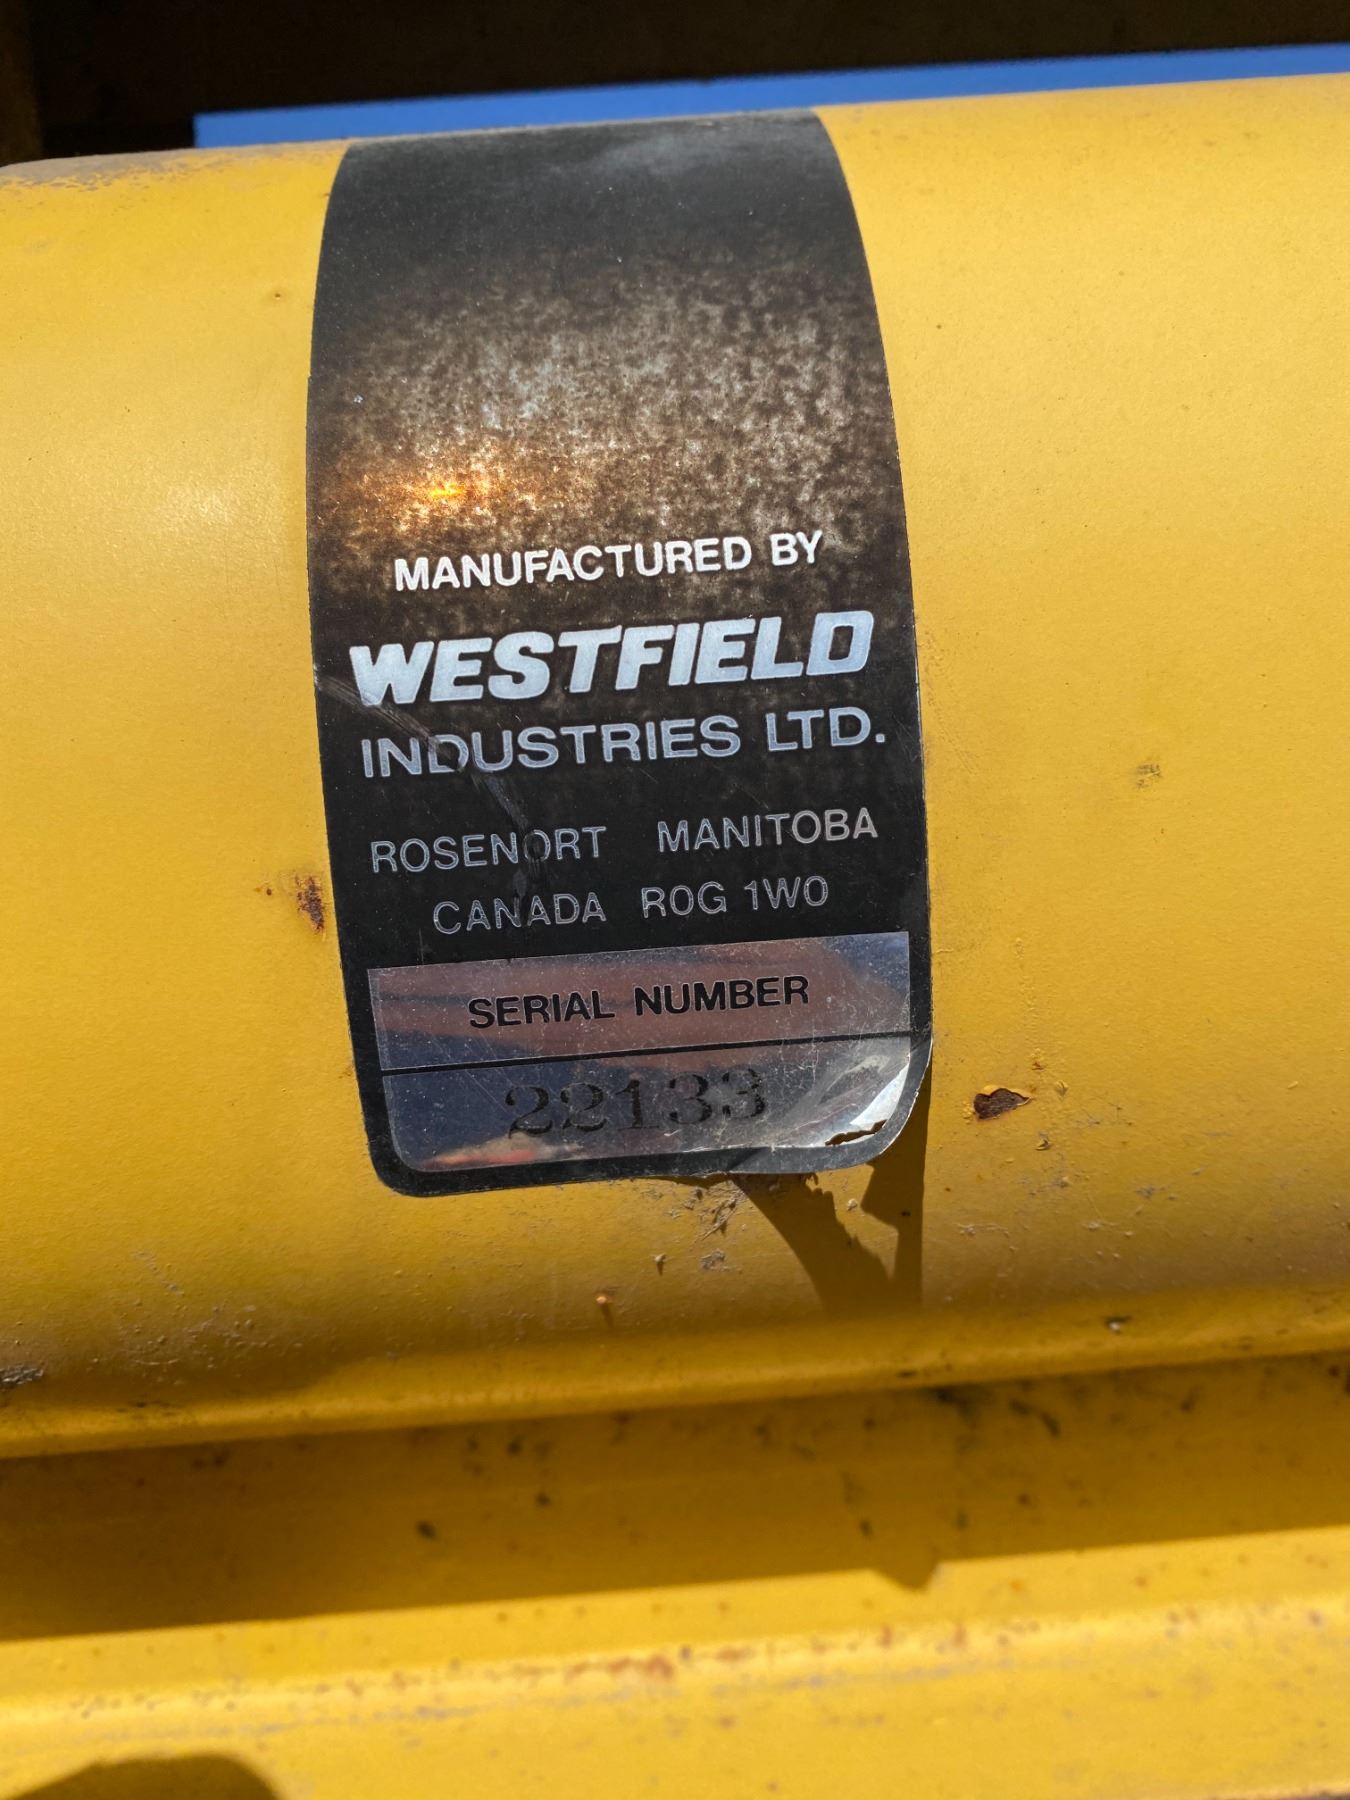 MANUFACTURED BY
WESTFIELD
INDUSTRIES LTD.
ROSENORT MANITOBA
CANADA R0G 1W0
SERIAL NUMBER
22133